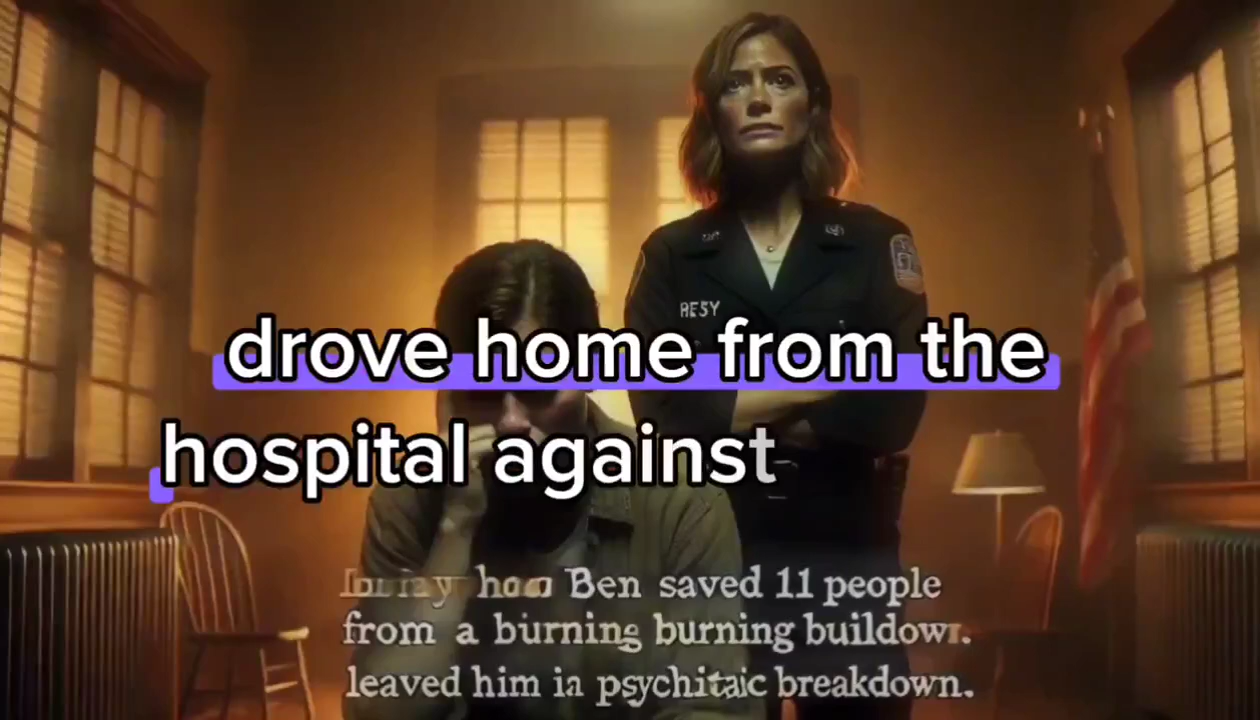 RESY
drove home from the
hospital against
Ben saved 11 people
from a burning burning buildowr.
leaved him in psychitaic breakdown.